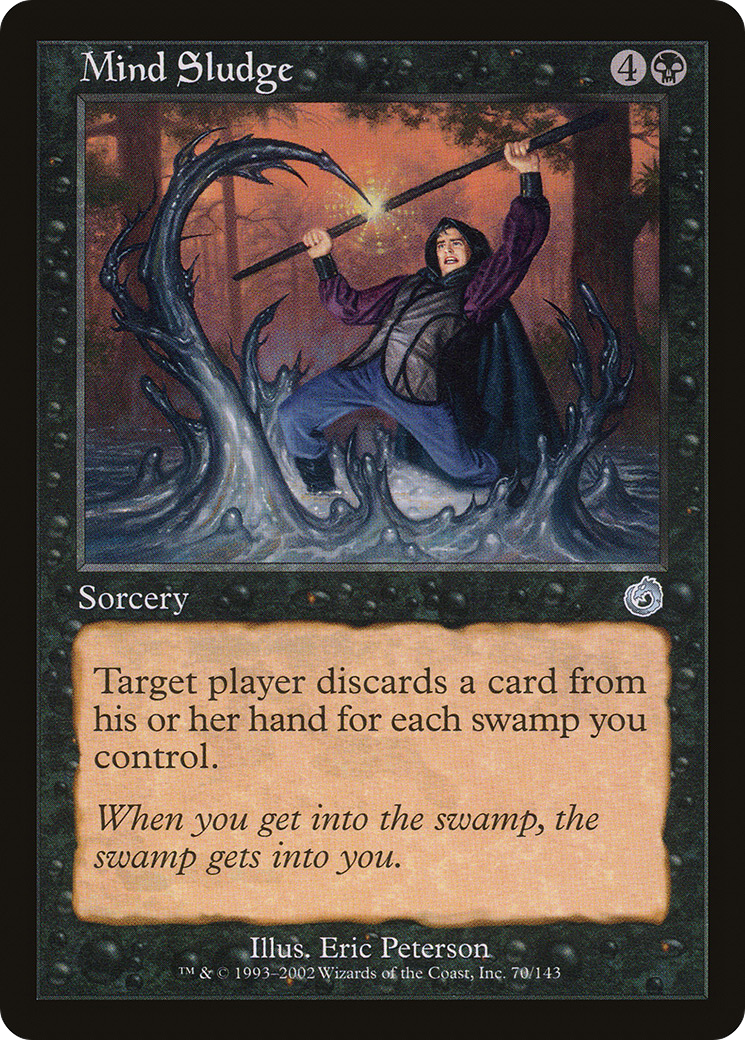 Mind Sludge
4
Sorcery
Target player discards a card from
his or her hand for each swamp you
control.
When you get into the swamp, the
swamp gets into you.
Illus. Eric Peterson
™ & © 1993–2002 Wizards of the Coast, Inc. 70/143